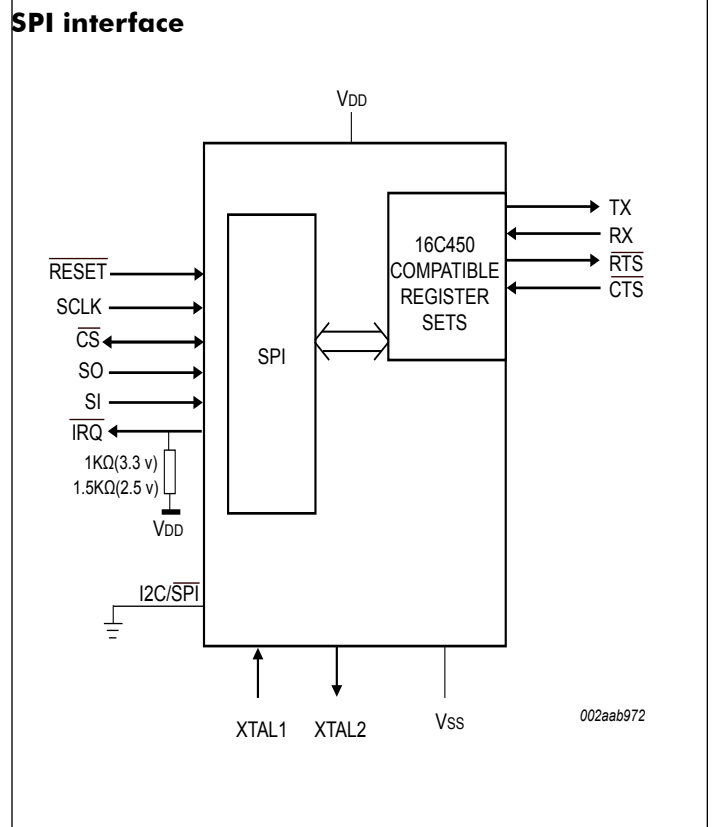 SPI interface
VDD
16C450
COMPATIBLE
REGISTER
SETS
TX
RX
RTS
CTS
RESET
SCLK
CS
SO
SI
IRQ
SPI
1KΩ(3.3 v)
1.5KΩ(2.5 v)
VDD
I2C/SPI
XTAL1
XTAL2
VSS
002aab972